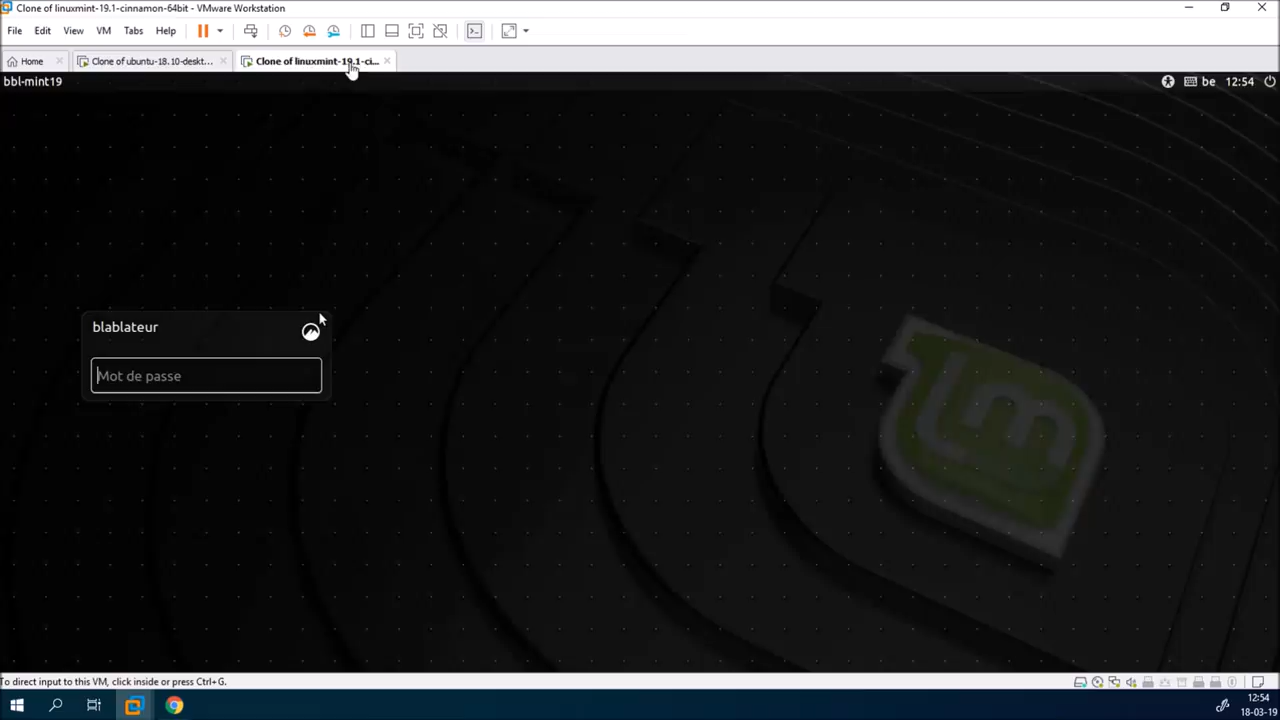 Clone of linuxmint-19.1-cinnamon-64bit - VMware Workstation
File Edit View VM Tabs Help
Home Clone of ubuntu-18.10-deskt... Clone of linuxmint-19.1-ci...
bbl-mint19 be 12:54
blablateur
Mot de passe
lm
To direct input to this VM, click inside or press Ctrl+G.
12:54
18-03-19